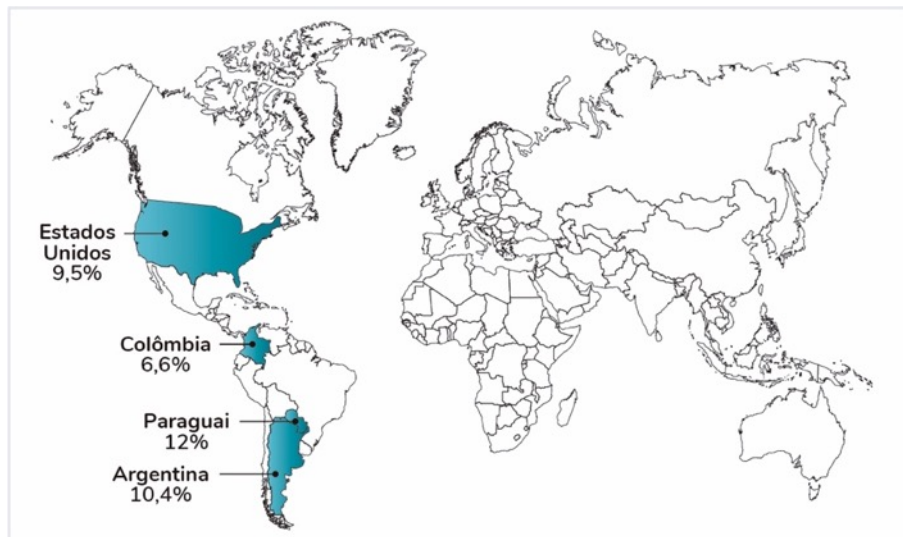 Estados
Unidos
9,5%
Colômbia
6,6%
Paraguai
12%
Argentina
10,4%